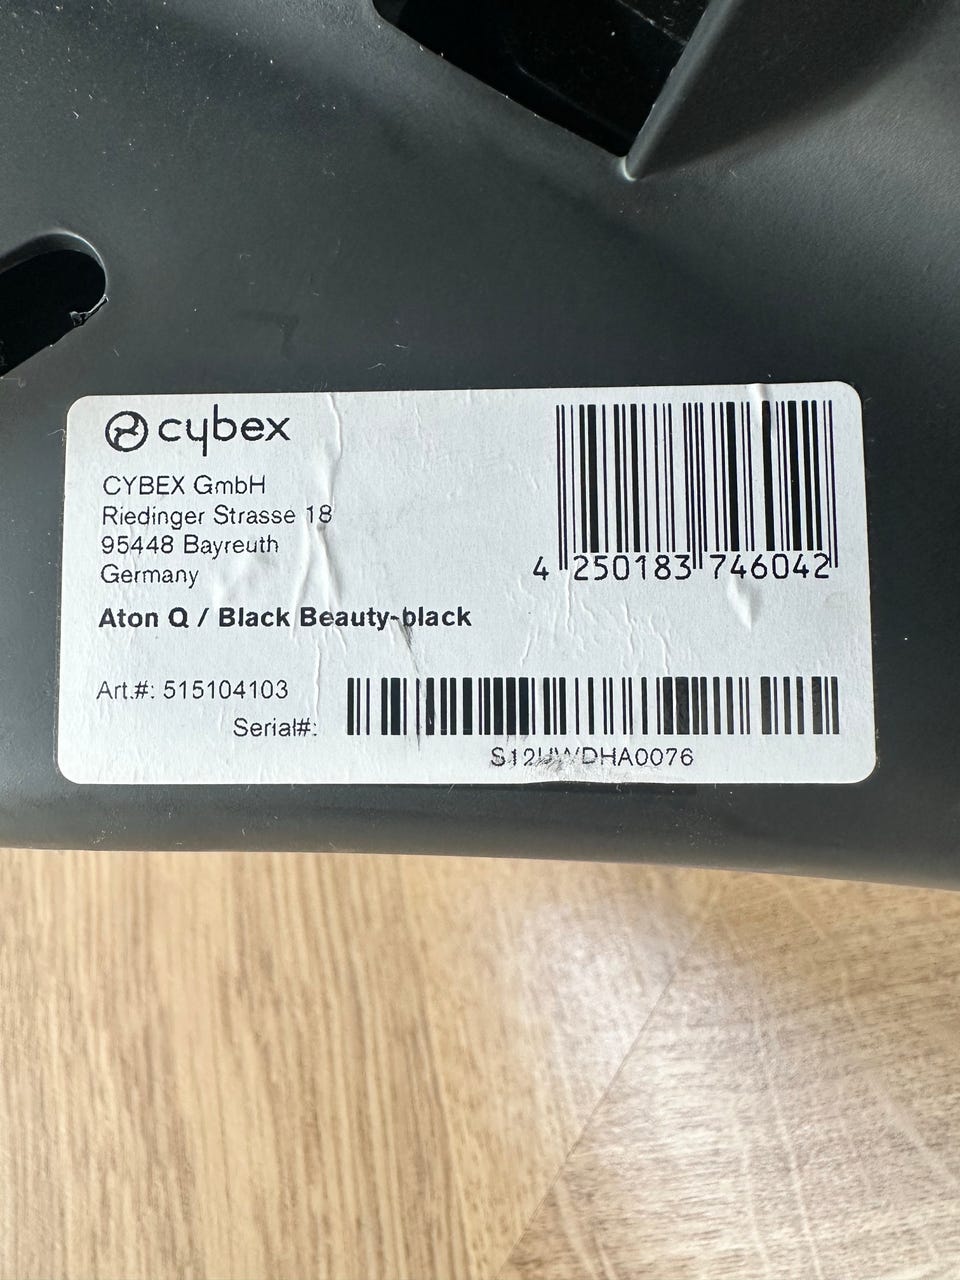 cybex
CYBEX GmbH
Riedinger Strasse 18
95448 Bayreuth
Germany
4 250183 746042
Aton Q / Black Beauty-black
Art.#: 515104103
Serial#: